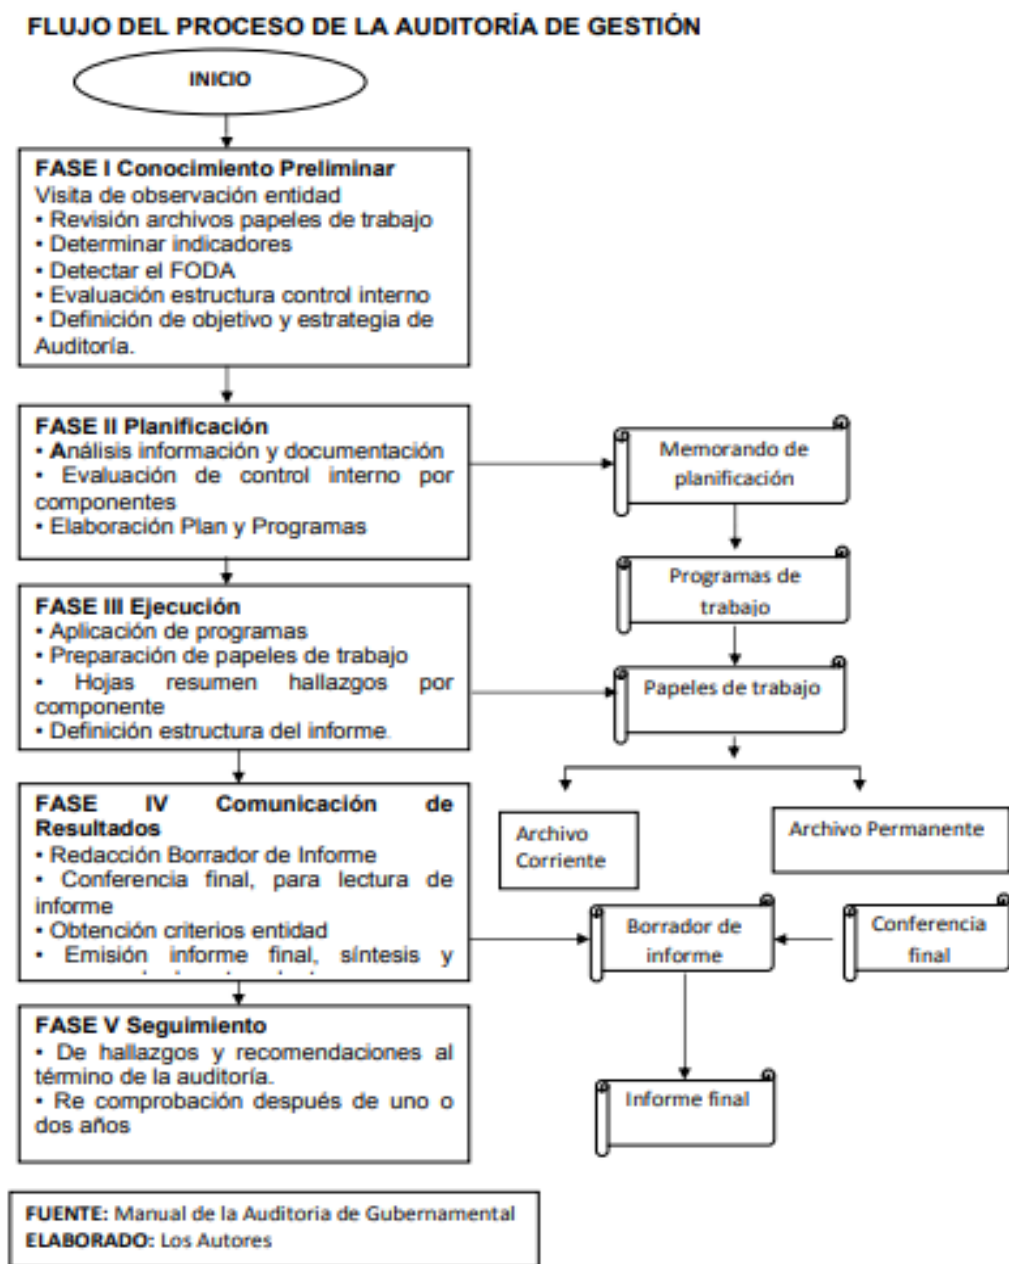 FLUJO DEL PROCESO DE LA AUDITORÍA DE GESTIÓN
INICIO
FASE I Conocimiento Preliminar
Visita de observación entidad
• Revisión archivos papeles de trabajo
• Determinar indicadores
• Detectar el FODA
• Evaluación estructura control interno
• Definición de objetivo y estrategia de
Auditoría.
FASE II Planificación
• Análisis información y documentación
• Evaluación de control interno por
componentes
• Elaboración Plan y Programas
Memorando de
planificación
Programas de
trabajo
FASE III Ejecución
• Aplicación de programas
• Preparación de papeles de trabajo
• Hojas resumen hallazgos por
componente
• Definición estructura del informe.
Papeles de trabajo
Archivo
Corriente
Archivo Permanente
FASE IV Comunicación de
Resultados
• Redacción Borrador de Informe
• Conferencia final, para lectura de
informe
• Obtención criterios entidad
• Emisión informe final, síntesis y
Borrador de
informe
Conferencia
final
Informe final
FASE V Seguimiento
• De hallazgos y recomendaciones al
término de la auditoría.
• Re comprobación después de uno o
dos años
FUENTE: Manual de la Auditoria de Gubernamental
ELABORADO: Los Autores